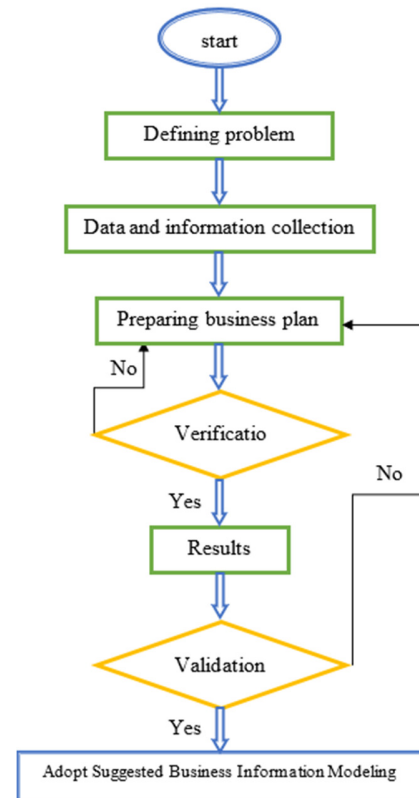 start
Defining problem
Data and information collection
Preparing business plan
No
Verificatio
No
Yes
Results
Validation
Yes
Adopt Suggested Business Information Modeling